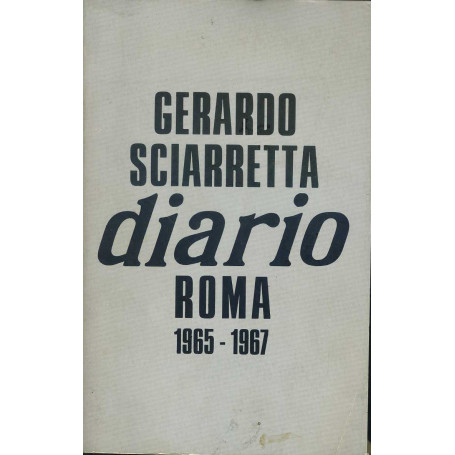 GERARDO
SCIARRETTA
diario
ROMA
1965 - 1967